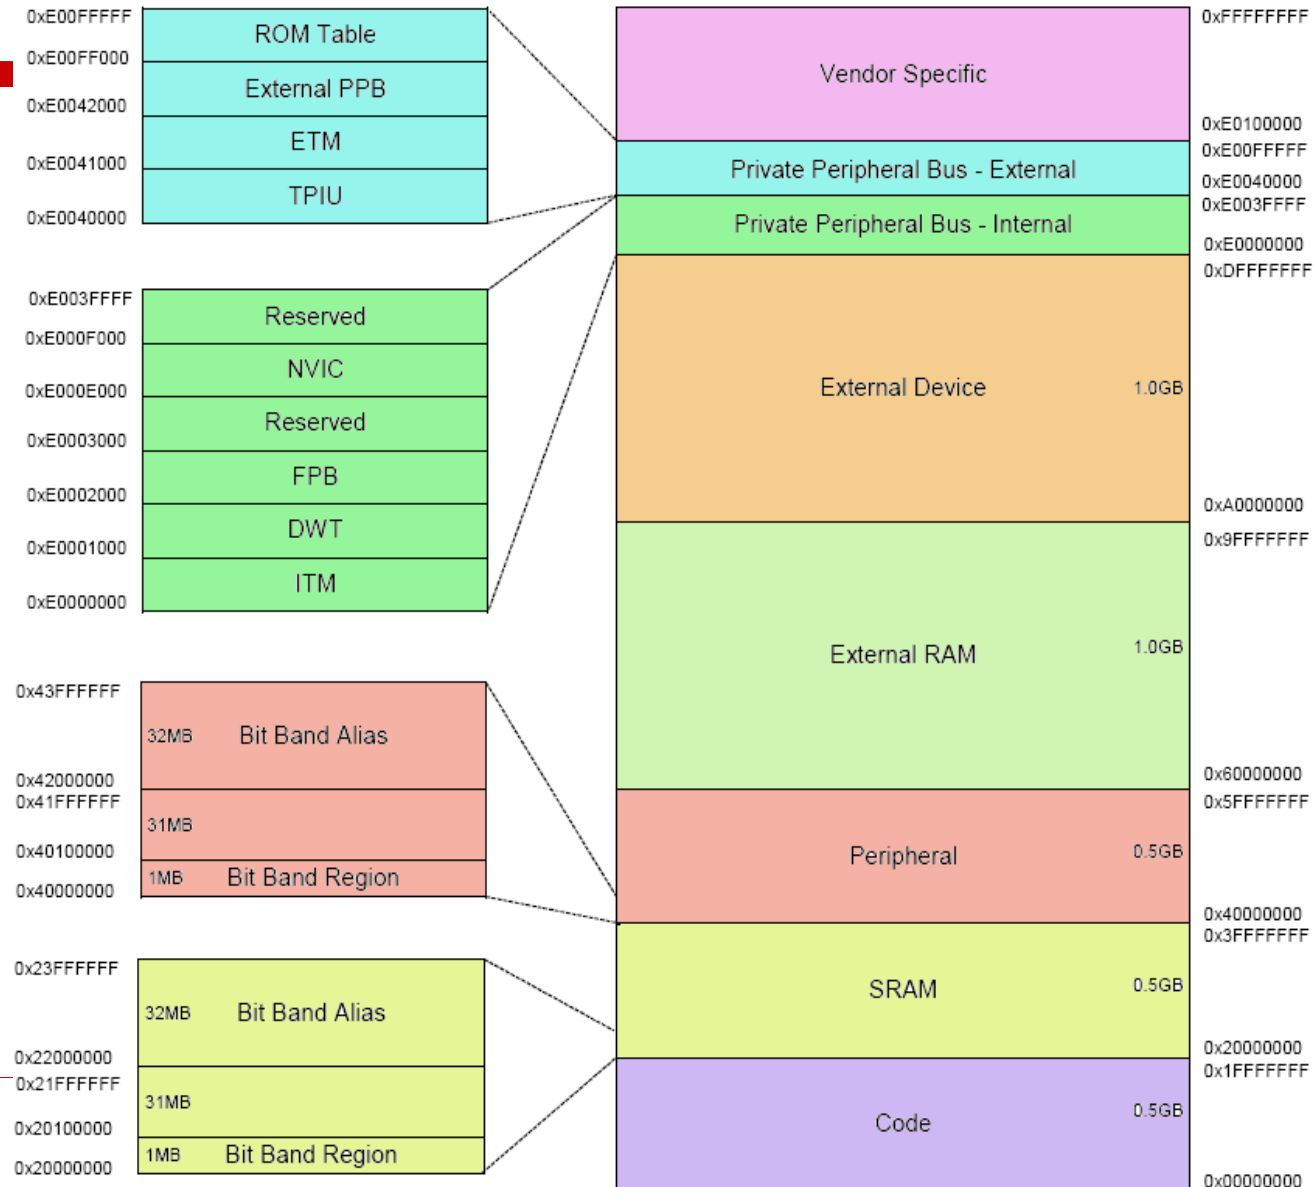 0xE00FFFFF
ROM Table
0xE00FF000
External PPB
0xE0042000
ETM
0xE0041000
TPIU
0xE0040000
0xE003FFFF
Reserved
0xE000F000
NVIC
0xE000E000
Reserved
0xE0003000
FPB
0xE0002000
DWT
0xE0001000
ITM
0xE0000000
0x43FFFFFF
32MB Bit Band Alias
0x42000000
0x41FFFFFF
31MB
0x40100000
1MB Bit Band Region
0x40000000
0x23FFFFFF
32MB Bit Band Alias
0x22000000
0x21FFFFFF
31MB
0x20100000
1MB Bit Band Region
0x20000000
0xFFFFFFFF
Vendor Specific
0xE0100000
0xE00FFFFF
Private Peripheral Bus - External
0xE0040000
0xE003FFFF
Private Peripheral Bus - Internal
0xE0000000
0xDFFFFFFF
External Device 1.0GB
0xA0000000
0x9FFFFFFF
External RAM 1.0GB
0x60000000
0x5FFFFFFF
Peripheral 0.5GB
0x40000000
0x3FFFFFFF
SRAM 0.5GB
0x20000000
0x1FFFFFFF
Code 0.5GB
0x00000000